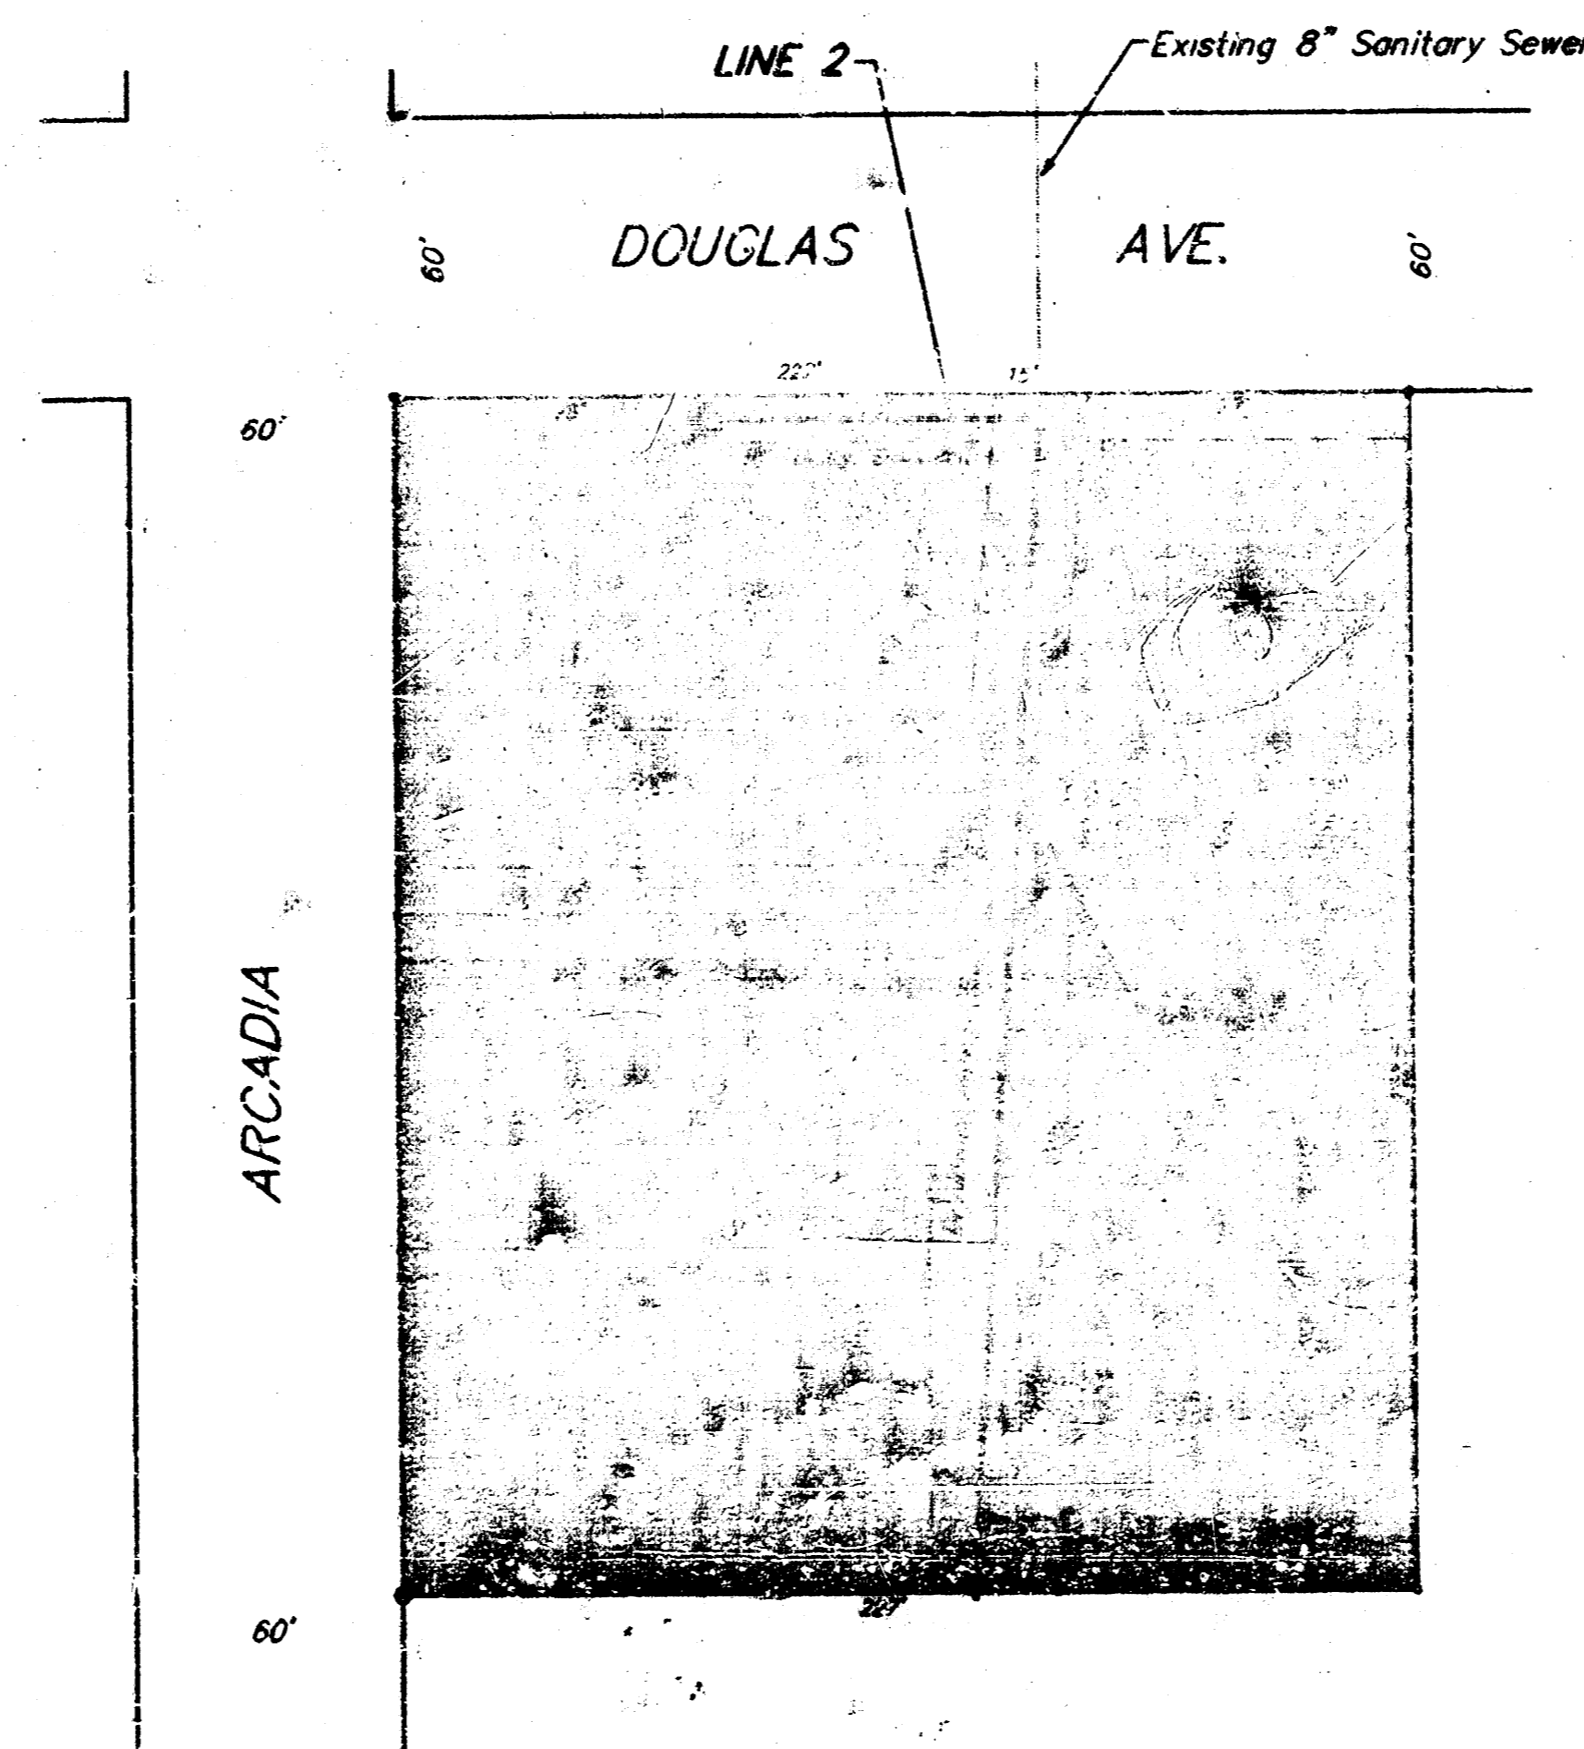 LINE 2
Existing 8" Sanitary Sewer
DOUGLAS AVE.
60'
60'
15'
60'
ARCADIA
60'